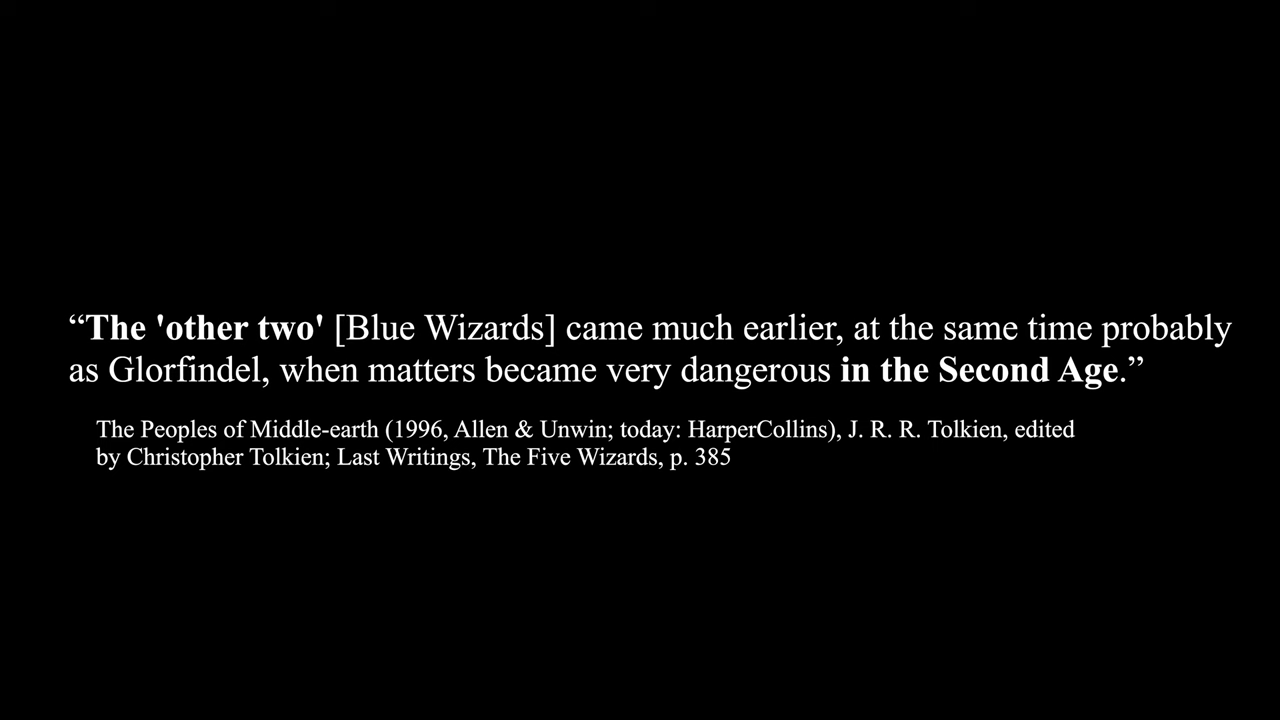 “The 'other two' [Blue Wizards] came much earlier, at the same time probably
as Glorfindel, when matters became very dangerous in the Second Age.”
The Peoples of Middle-earth (1996, Allen & Unwin; today: HarperCollins), J. R. R. Tolkien, edited
by Christopher Tolkien; Last Writings, The Five Wizards, p. 385